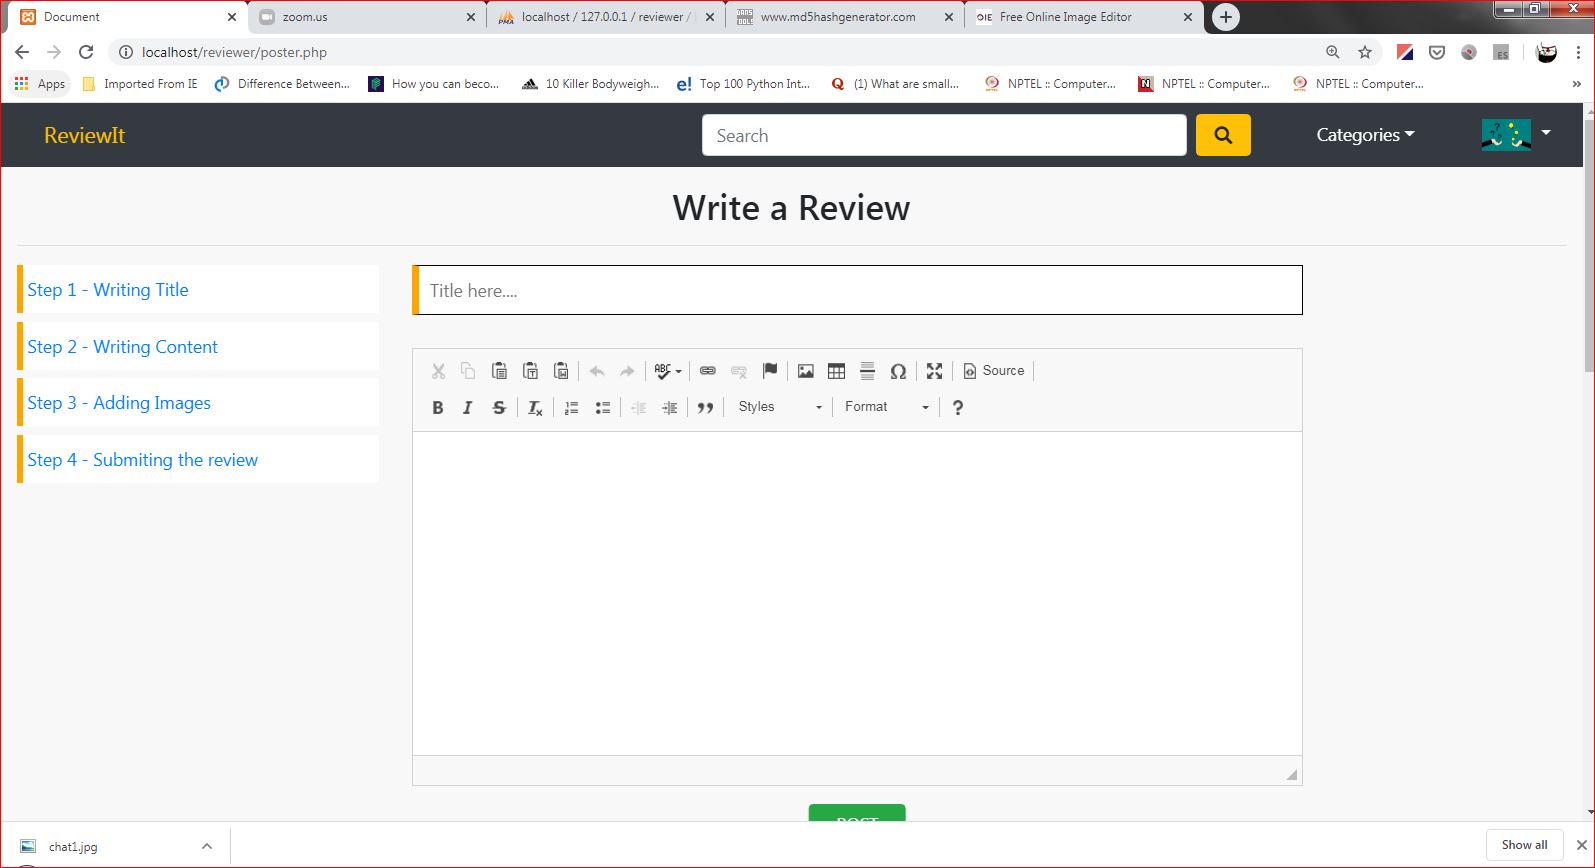 Document
zoom.us
localhost / 127.0.0.1 / reviewer /
www.md5hashgenerator.com
Free Online Image Editor
localhost/reviewer/poster.php
Apps
Imported From IE
Difference Between...
How you can beco...
10 Killer Bodyweigh...
Top 100 Python Int...
(1) What are small...
NPTEL :: Computer...
NPTEL :: Computer...
NPTEL :: Computer...
ReviewIt
Search
Categories
Write a Review
Step 1 - Writing Title
Step 2 - Writing Content
Step 3 - Adding Images
Step 4 - Submiting the review
Title here....
ABC
Source
B I S Tx
Styles
Format
?
POST
chat1.jpg
Show all